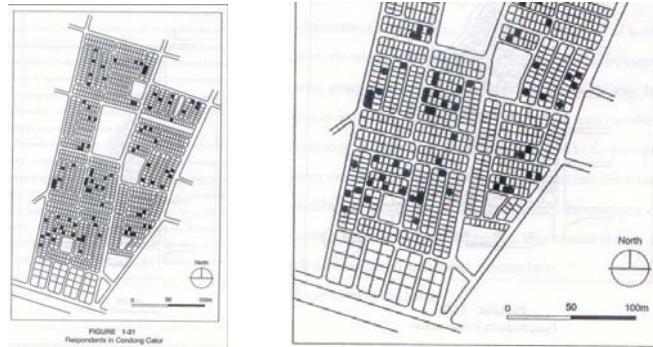 North
0 50 100m
FIGURE 1-21
Respondents in Condong Catur
North
0 50 100m